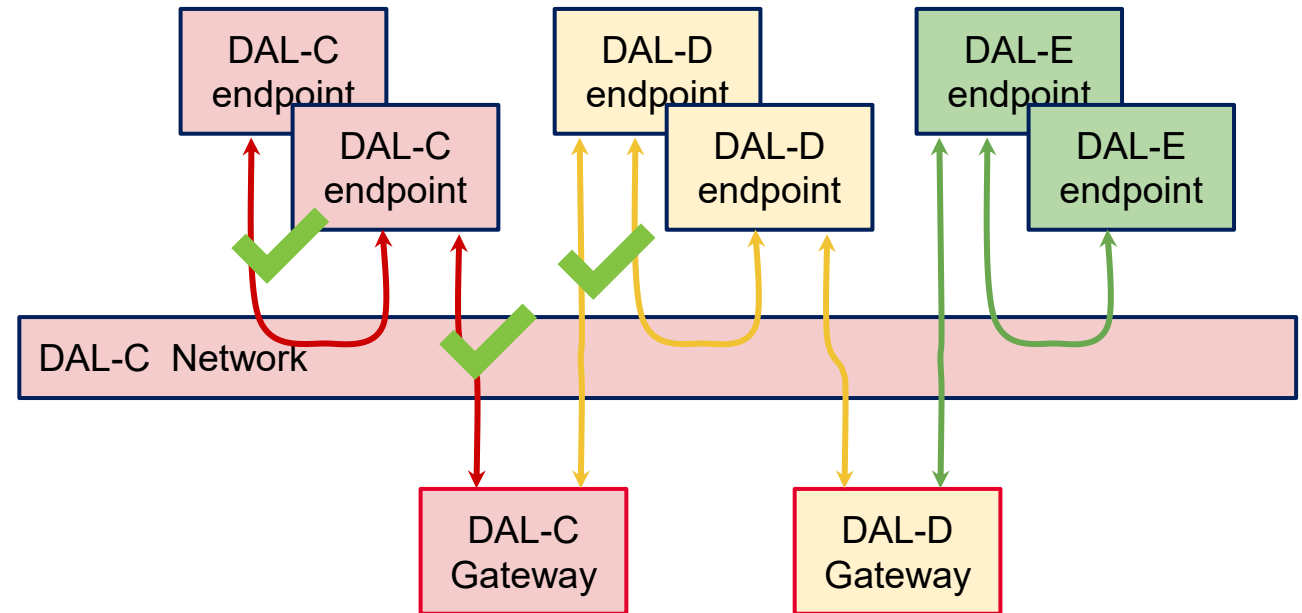 DAL-C
endpoint
DAL-C
endpoint
DAL-D
endpoint
DAL-D
endpoint
DAL-E
endpoint
DAL-E
endpoint
DAL-C Network
DAL-C
Gateway
DAL-D
Gateway